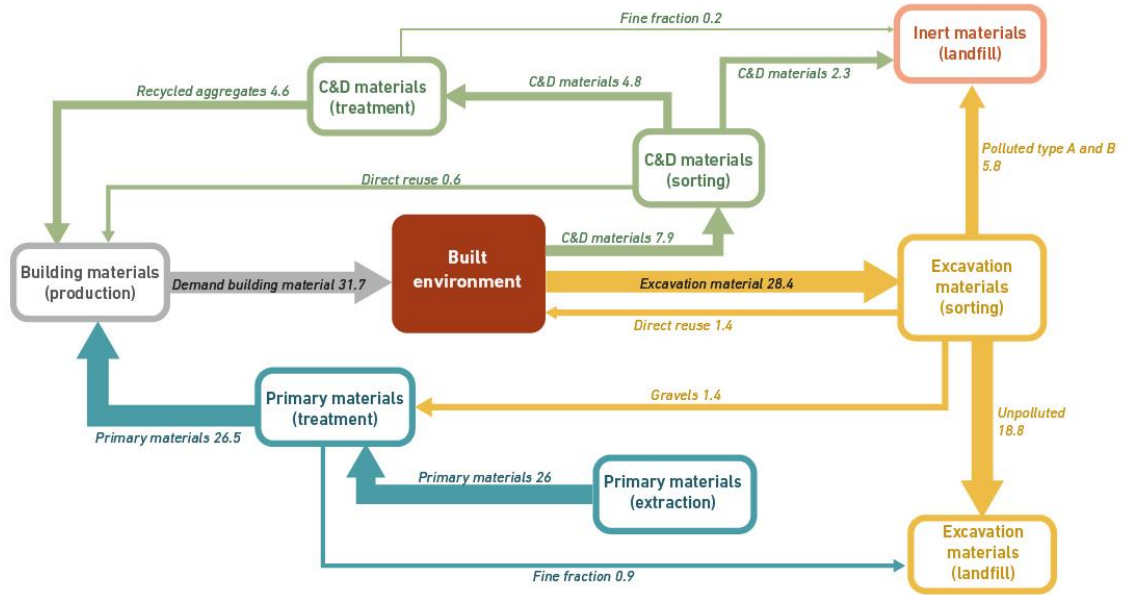 Fine fraction 0.2
Inert materials
(landfill)
C&D materials
(treatment)
Recycled aggregates 4.6
C&D materials 4.8
C&D materials 2.3
C&D materials
(sorting)
Polluted type A and B
5.8
Direct reuse 0.6
C&D materials 7.9
Building materials
(production)
Demand building material 31.7
Built
environment
Excavation material 28.4
Excavation
materials
(sorting)
Direct reuse 1.4
Primary materials
(treatment)
Gravels 1.4
Unpolluted
18.8
Primary materials 26.5
Primary materials 26
Primary materials
(extraction)
Excavation
materials
(landfill)
Fine fraction 0.9